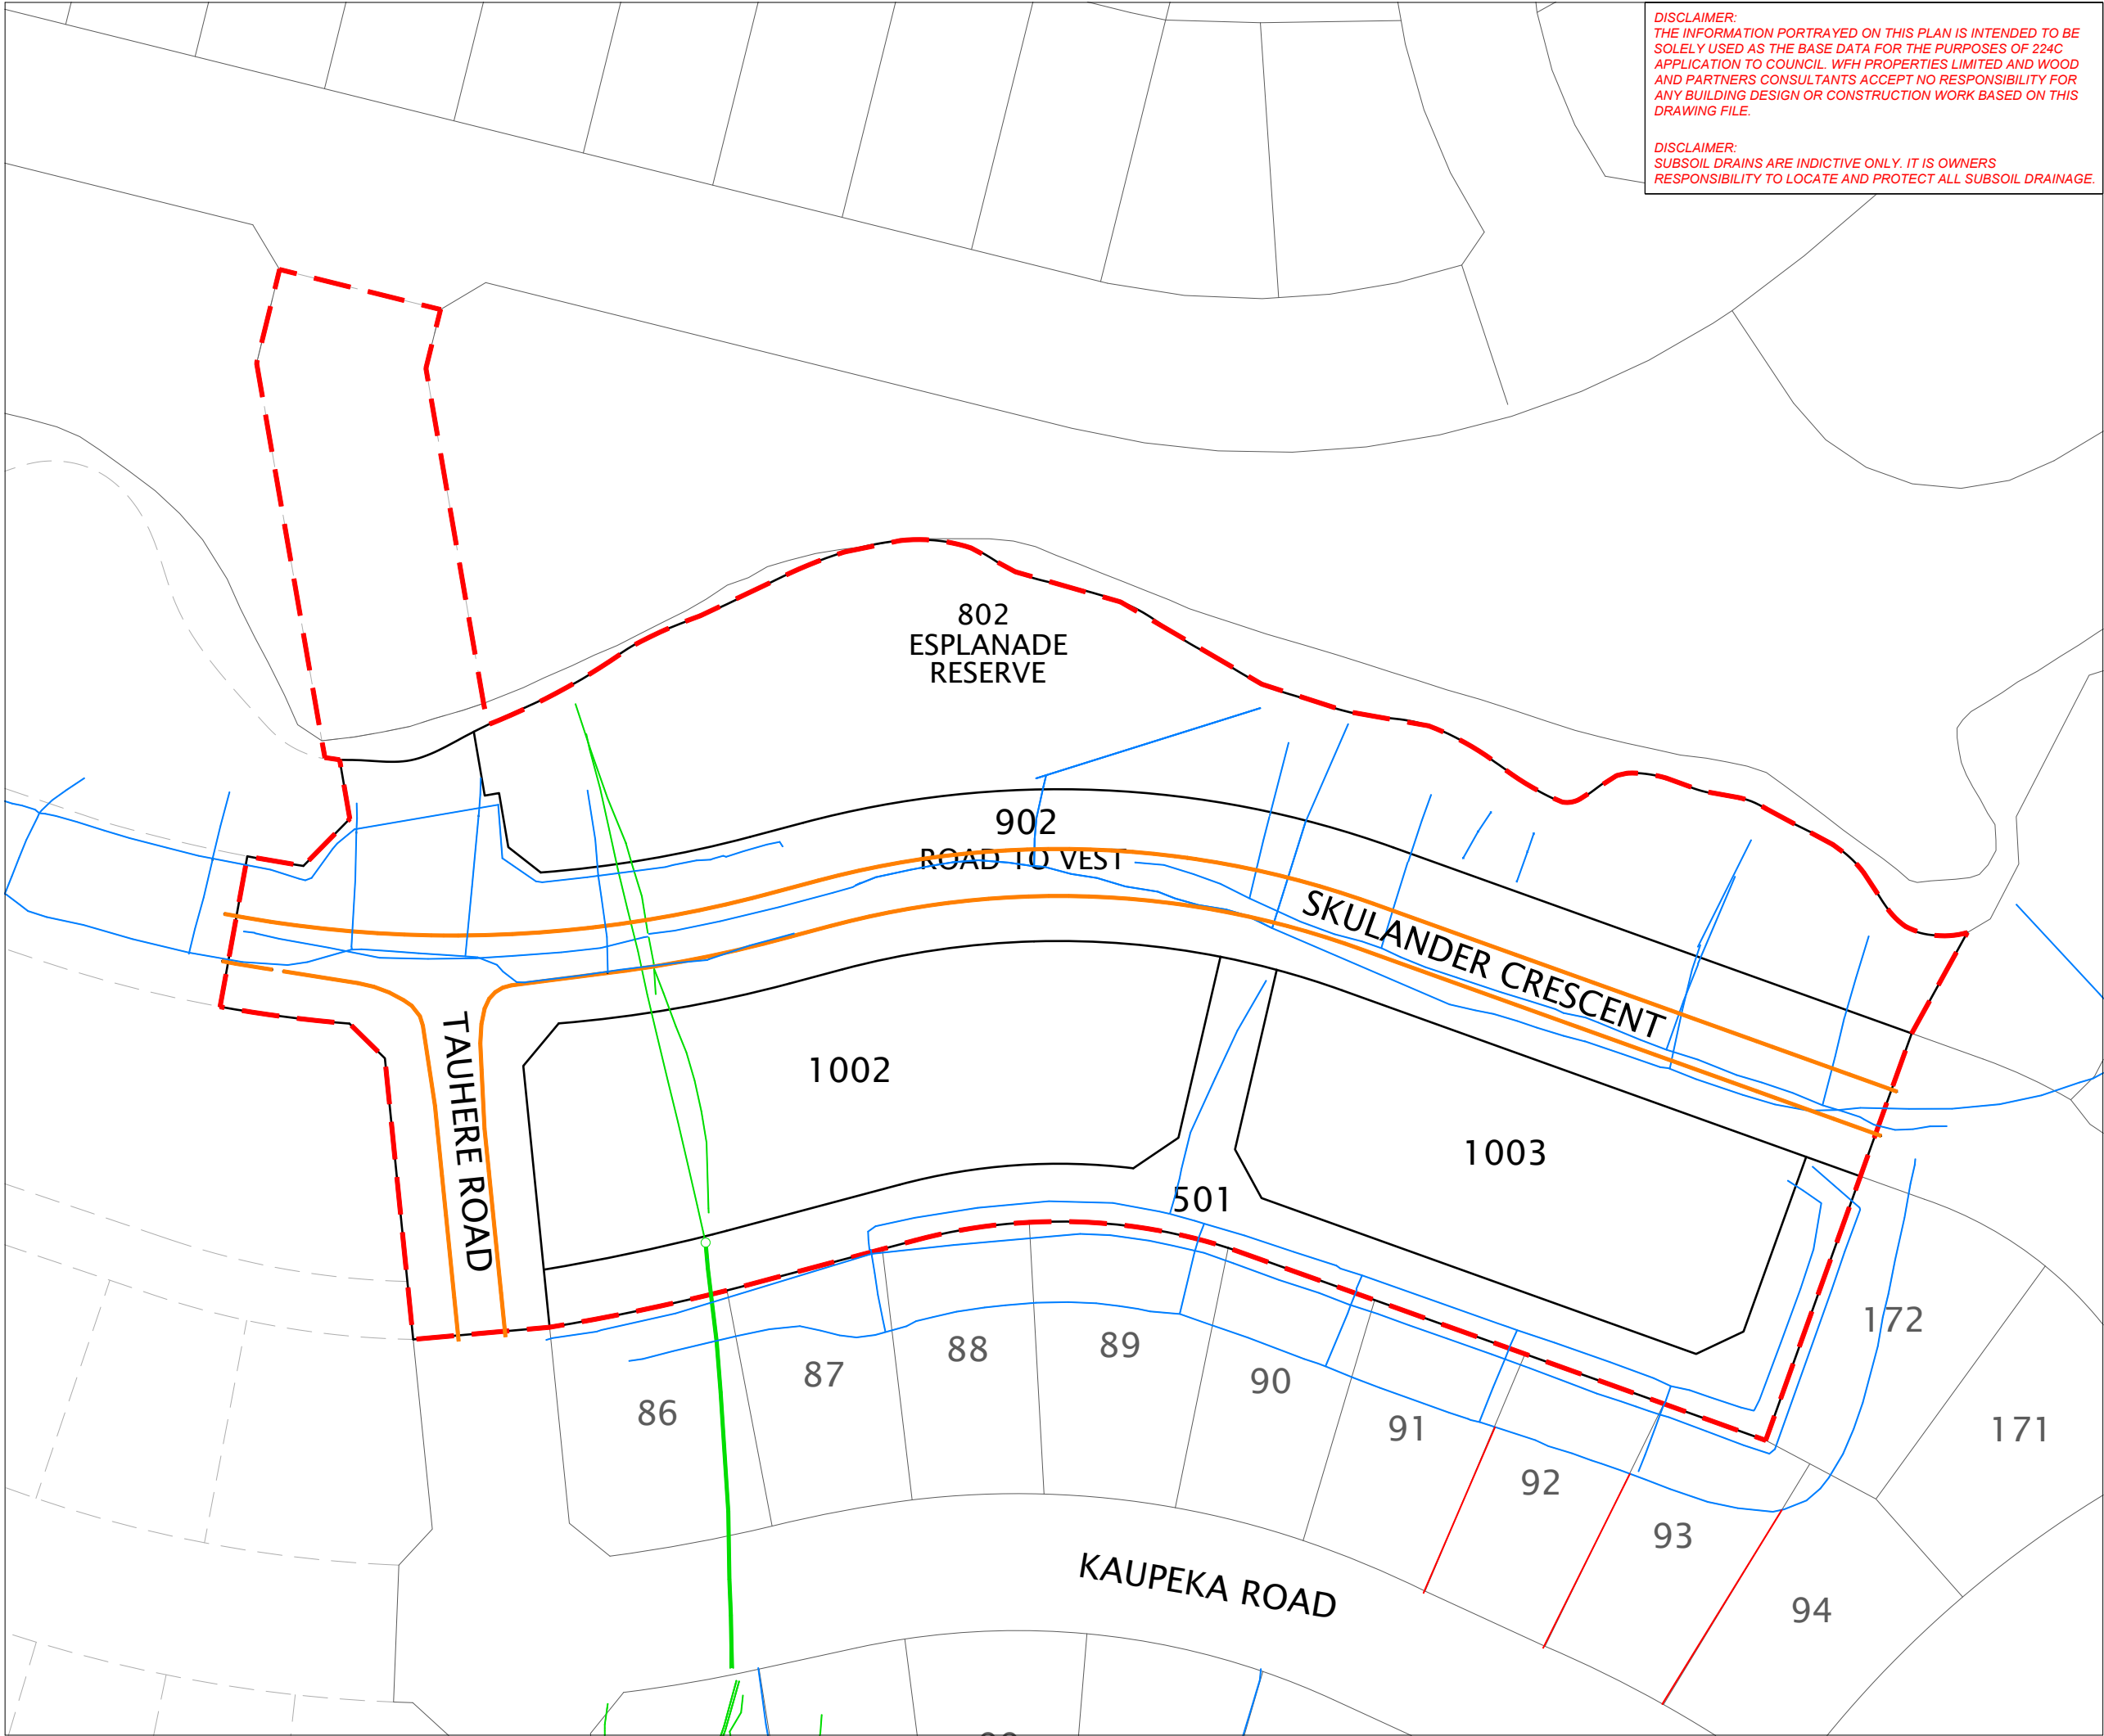 DISCLAIMER:
THE INFORMATION PORTRAYED ON THIS PLAN IS INTENDED TO BE
SOLELY USED AS THE BASE DATA FOR THE PURPOSES OF 224C
APPLICATION TO COUNCIL. WFH PROPERTIES LIMITED AND WOOD
AND PARTNERS CONSULTANTS ACCEPT NO RESPONSIBILITY FOR
ANY BUILDING DESIGN OR CONSTRUCTION WORK BASED ON THIS
DRAWING FILE.
DISCLAIMER:
SUBSOIL DRAINS ARE INDICTIVE ONLY. IT IS OWNERS
RESPONSIBILITY TO LOCATE AND PROTECT ALL SUBSOIL DRAINAGE.
802
ESPLANADE
RESERVE
902
ROAD TO VEST
SKULANDER CRESCENT
TAUHERE ROAD
1002
1003
501
172
171
86
87
88
89
90
91
92
93
94
KAUPEKA ROAD